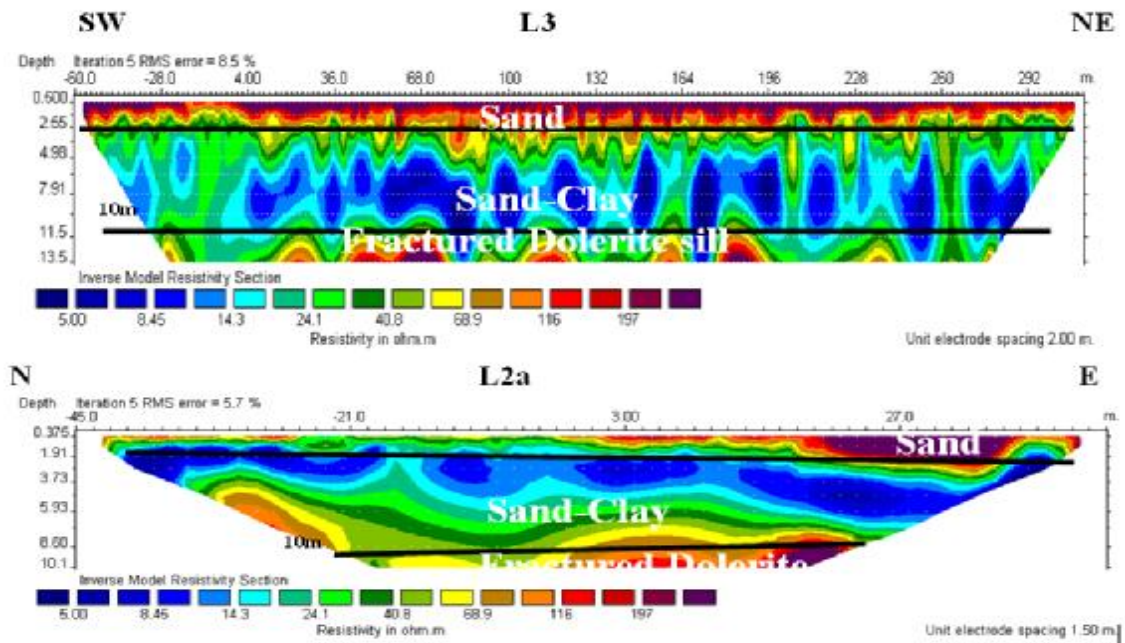 SW L3 NE
Depth Iteration 5 RMS error = 8.5 %
-60.0 -28.0 4.00 36.0 68.0 100 132 164 196 228 260 292 m.
0.600
Sand
2.65
4.98
7.91
Sand-Clay
10m
11.5
Fractured Dolerite sill
13.5
Inverse Model Resistivity Section
5.00 8.45 14.3 24.1 40.8 68.9 116 197
Resistivity in ohm.m Unit electrode spacing 2.00 m.
N L2a E
Depth Iteration 5 RMS error = 5.7 %
-45.0 -21.0 3.00 27.0 m.
0.375
Sand
1.91
3.73
5.93
Sand-Clay
10m
8.60
Fractured Dolerite
10.1
Inverse Model Resistivity Section
5.00 8.45 14.3 24.1 40.8 68.9 116 197
Resistivity in ohm.m Unit electrode spacing 1.50 m.